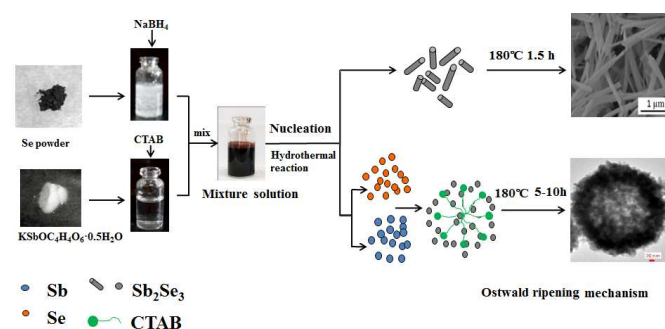 NaBH4
Se powder
CTAB
KSbOC4H4O6·0.5H2O
mix
Mixture solution
Nucleation
Hydrothermal
reaction
180℃ 1.5 h
1 μm
180℃ 5-10h
Sb
Se
Sb2Se3
CTAB
Ostwald ripening mechanism